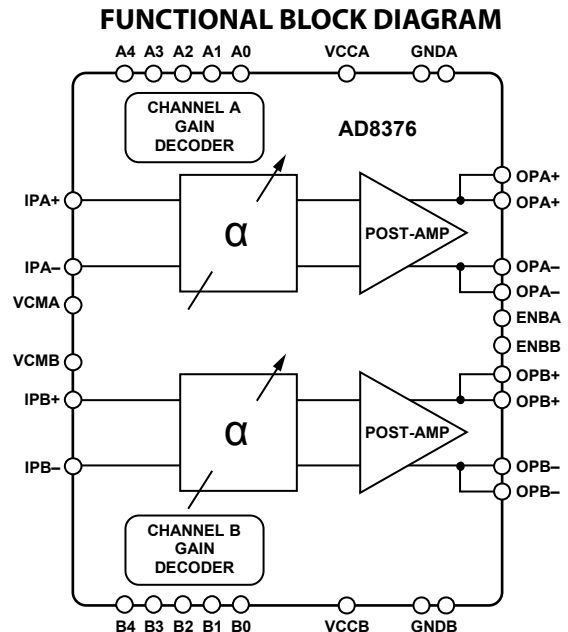 FUNCTIONAL BLOCK DIAGRAM
A4 A3 A2 A1 A0 VCCA GNDA
CHANNEL A
GAIN
DECODER
AD8376
IPA+
α
POST-AMP
OPA+
OPA+
IPA–
OPA–
VCMA
OPA–
ENBA
VCMB
ENBB
OPB+
IPB+
α
POST-AMP
OPB+
IPB–
OPB–
OPB–
CHANNEL B
GAIN
DECODER
B4 B3 B2 B1 B0 VCCB GNDB